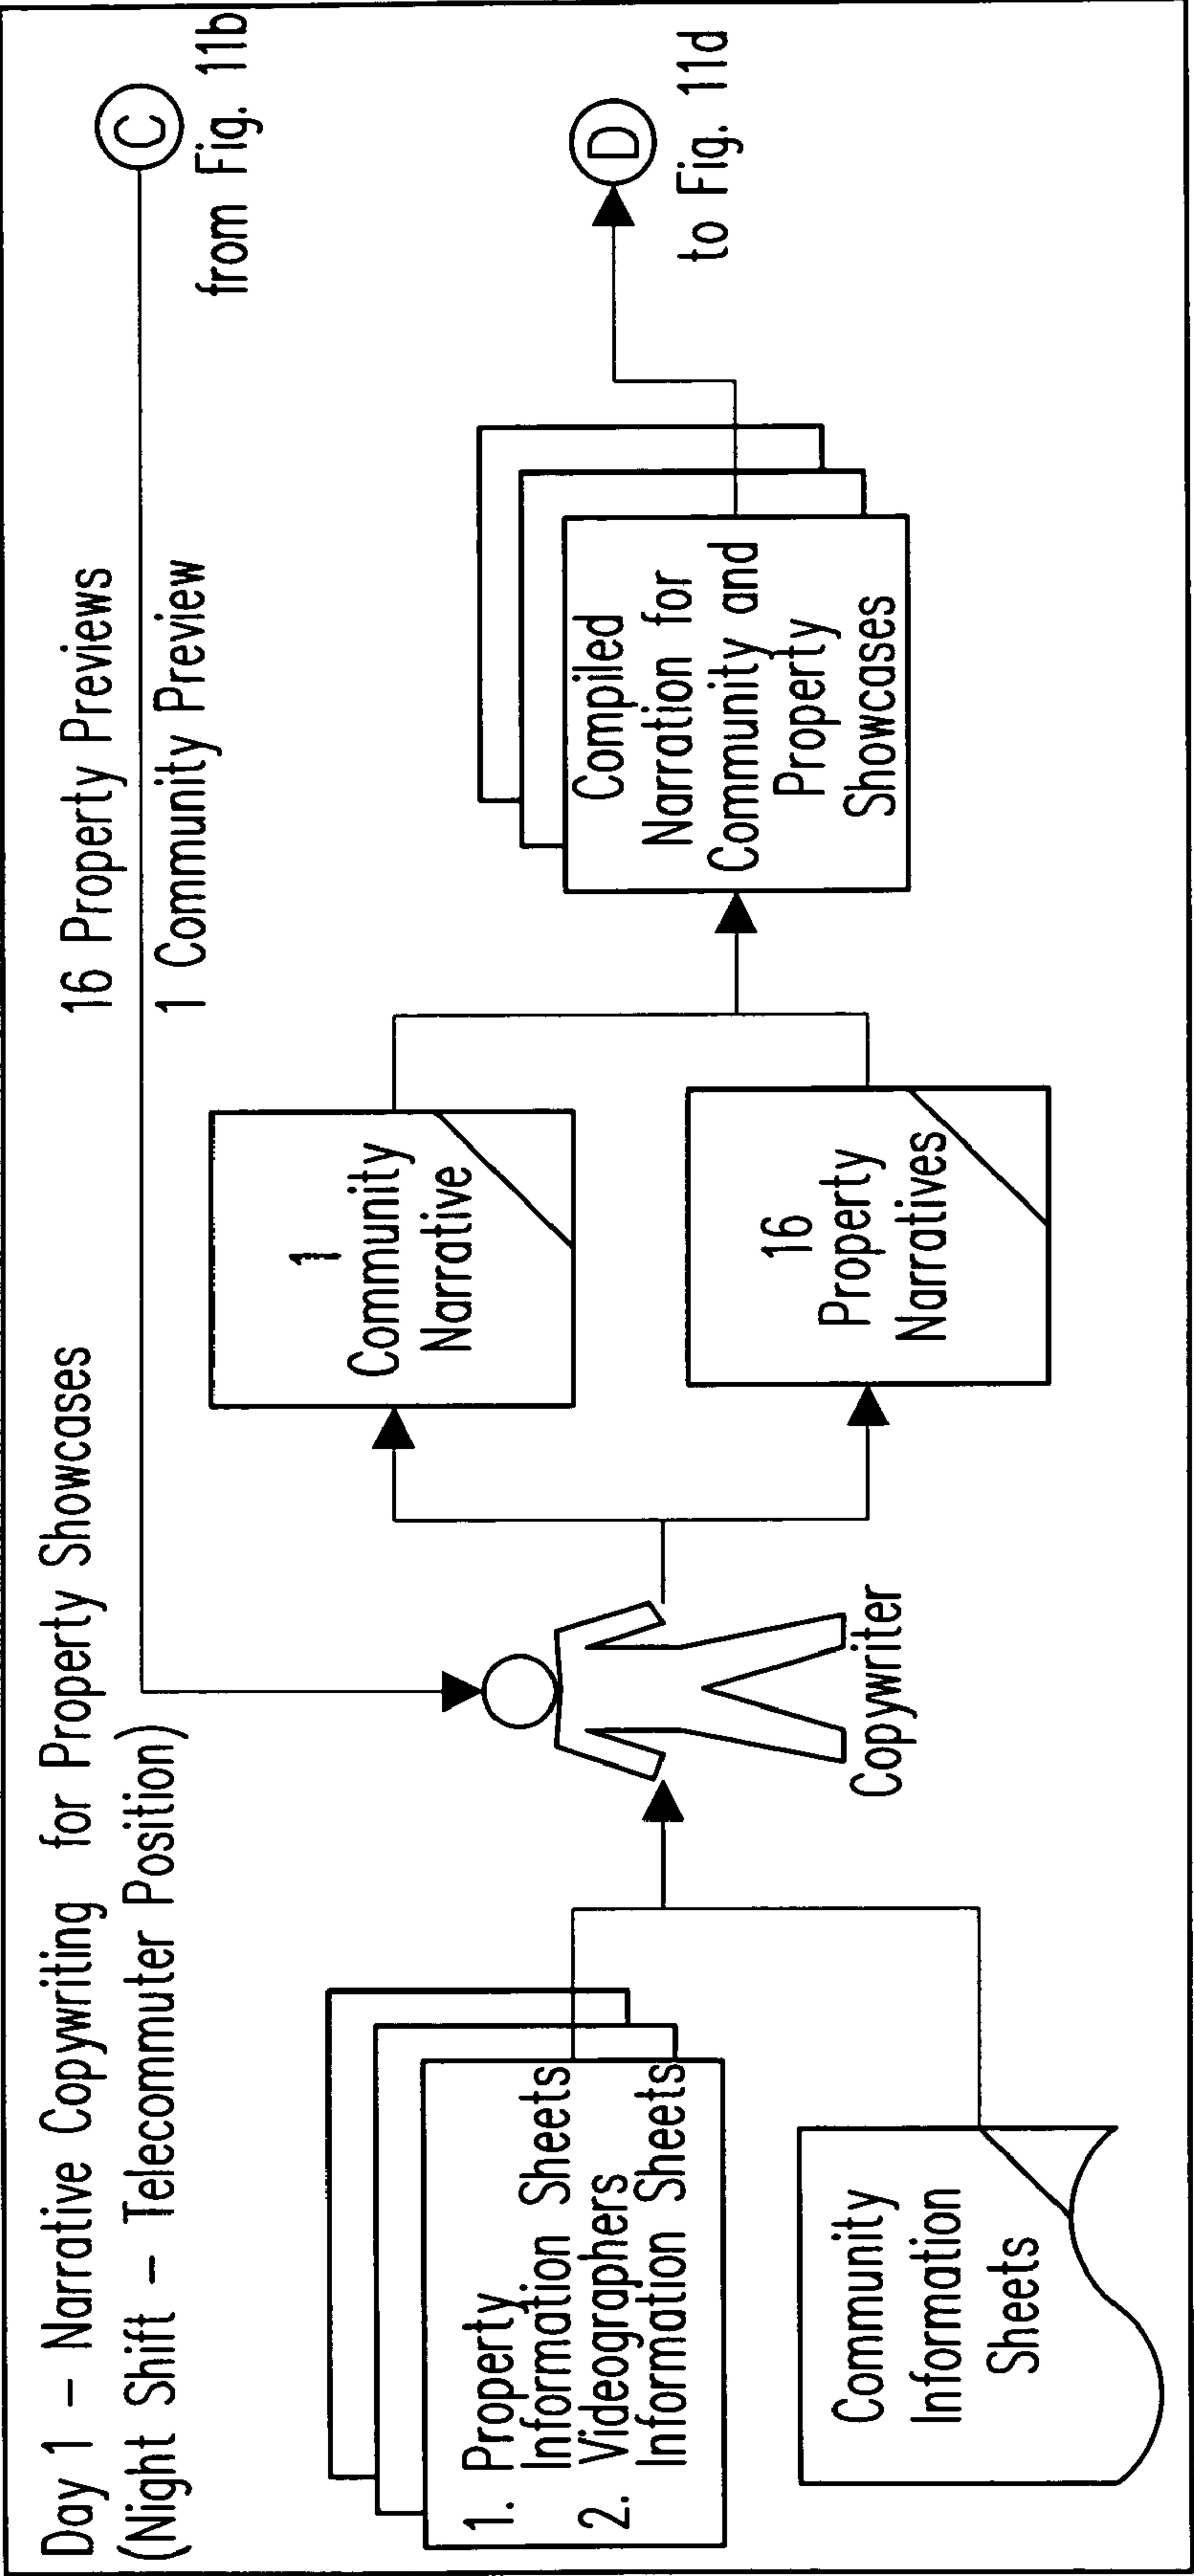 Day 1 – Narrative Copywriting for Property Showcases
(Night Shift – Telecommuter Position)
16 Property Previews
1 Community Preview
C
from Fig. 11b
1. Property
Information Sheets
2. Videographers
Information Sheets
Community
Information
Sheets
Copywriter
1
Community
Narrative
16
Property
Narratives
Compiled
Narration for
Community and
Property
Showcases
D
to Fig. 11d